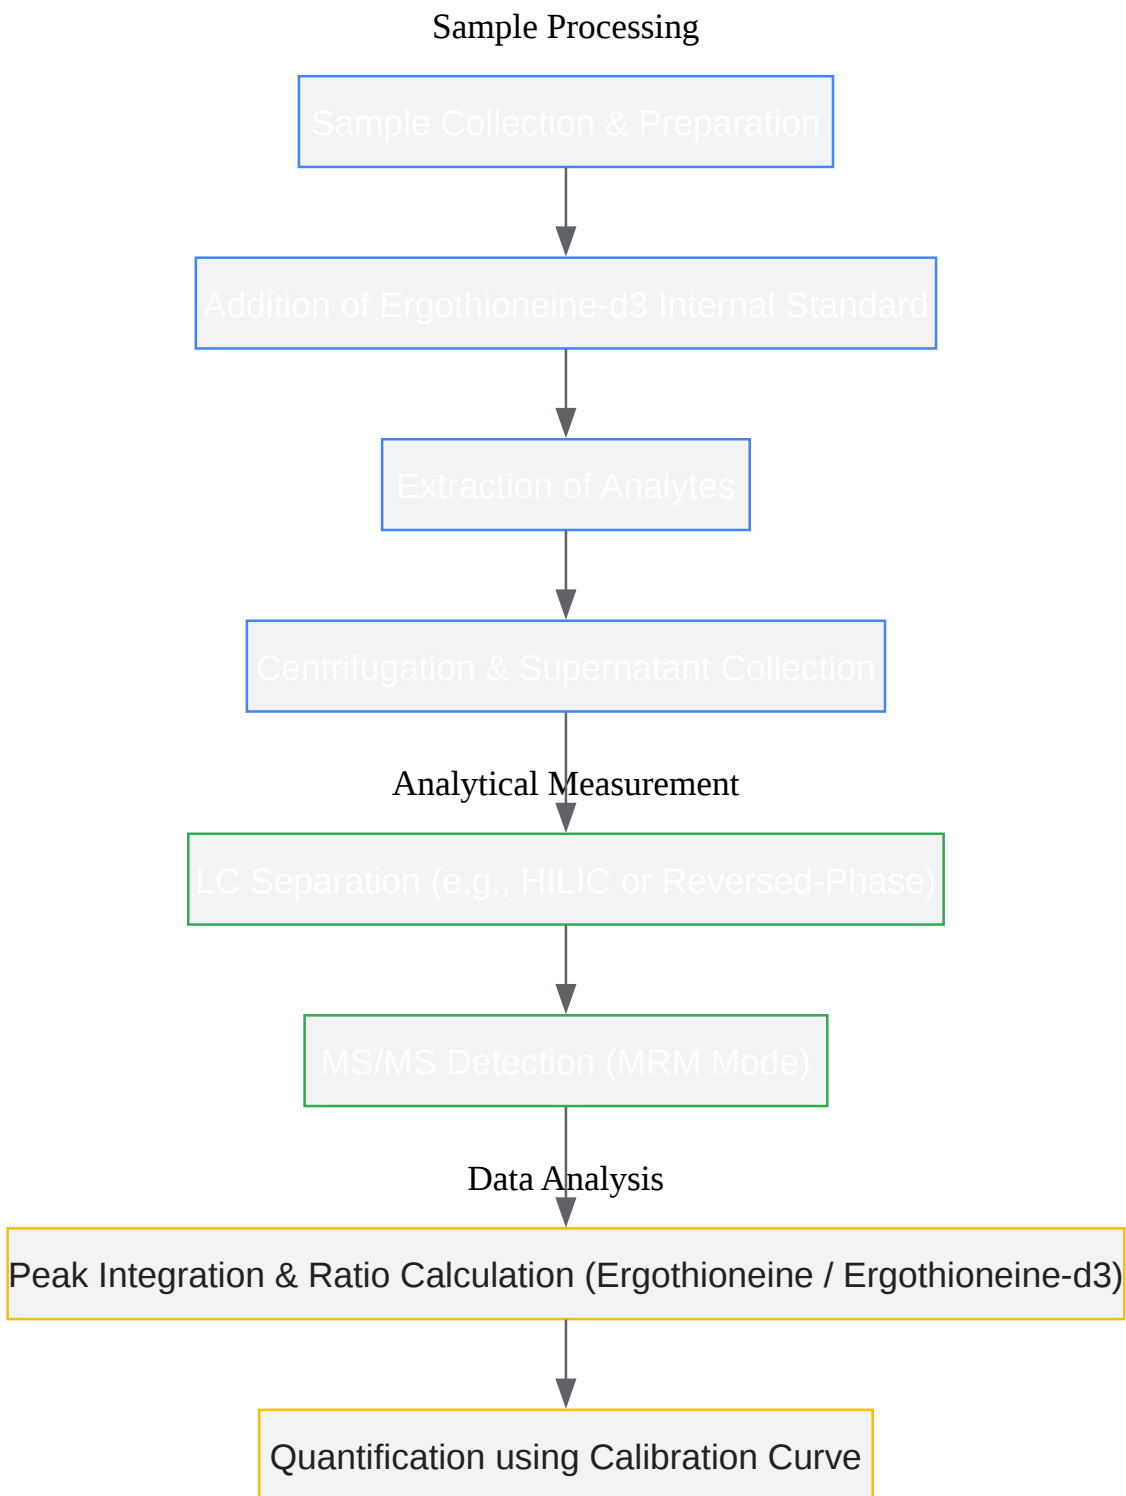 Sample Processing
Sample Collection & Preparation
Addition of Ergothioneine-d3 Internal Standard
Extraction of Analytes
Centrifugation & Supernatant Collection
Analytical Measurement
LC Separation (e.g., HILIC or Reversed-Phase)
MS/MS Detection (MRM Mode)
Data Analysis
Peak Integration & Ratio Calculation (Ergothioneine / Ergothioneine-d3)
Quantification using Calibration Curve